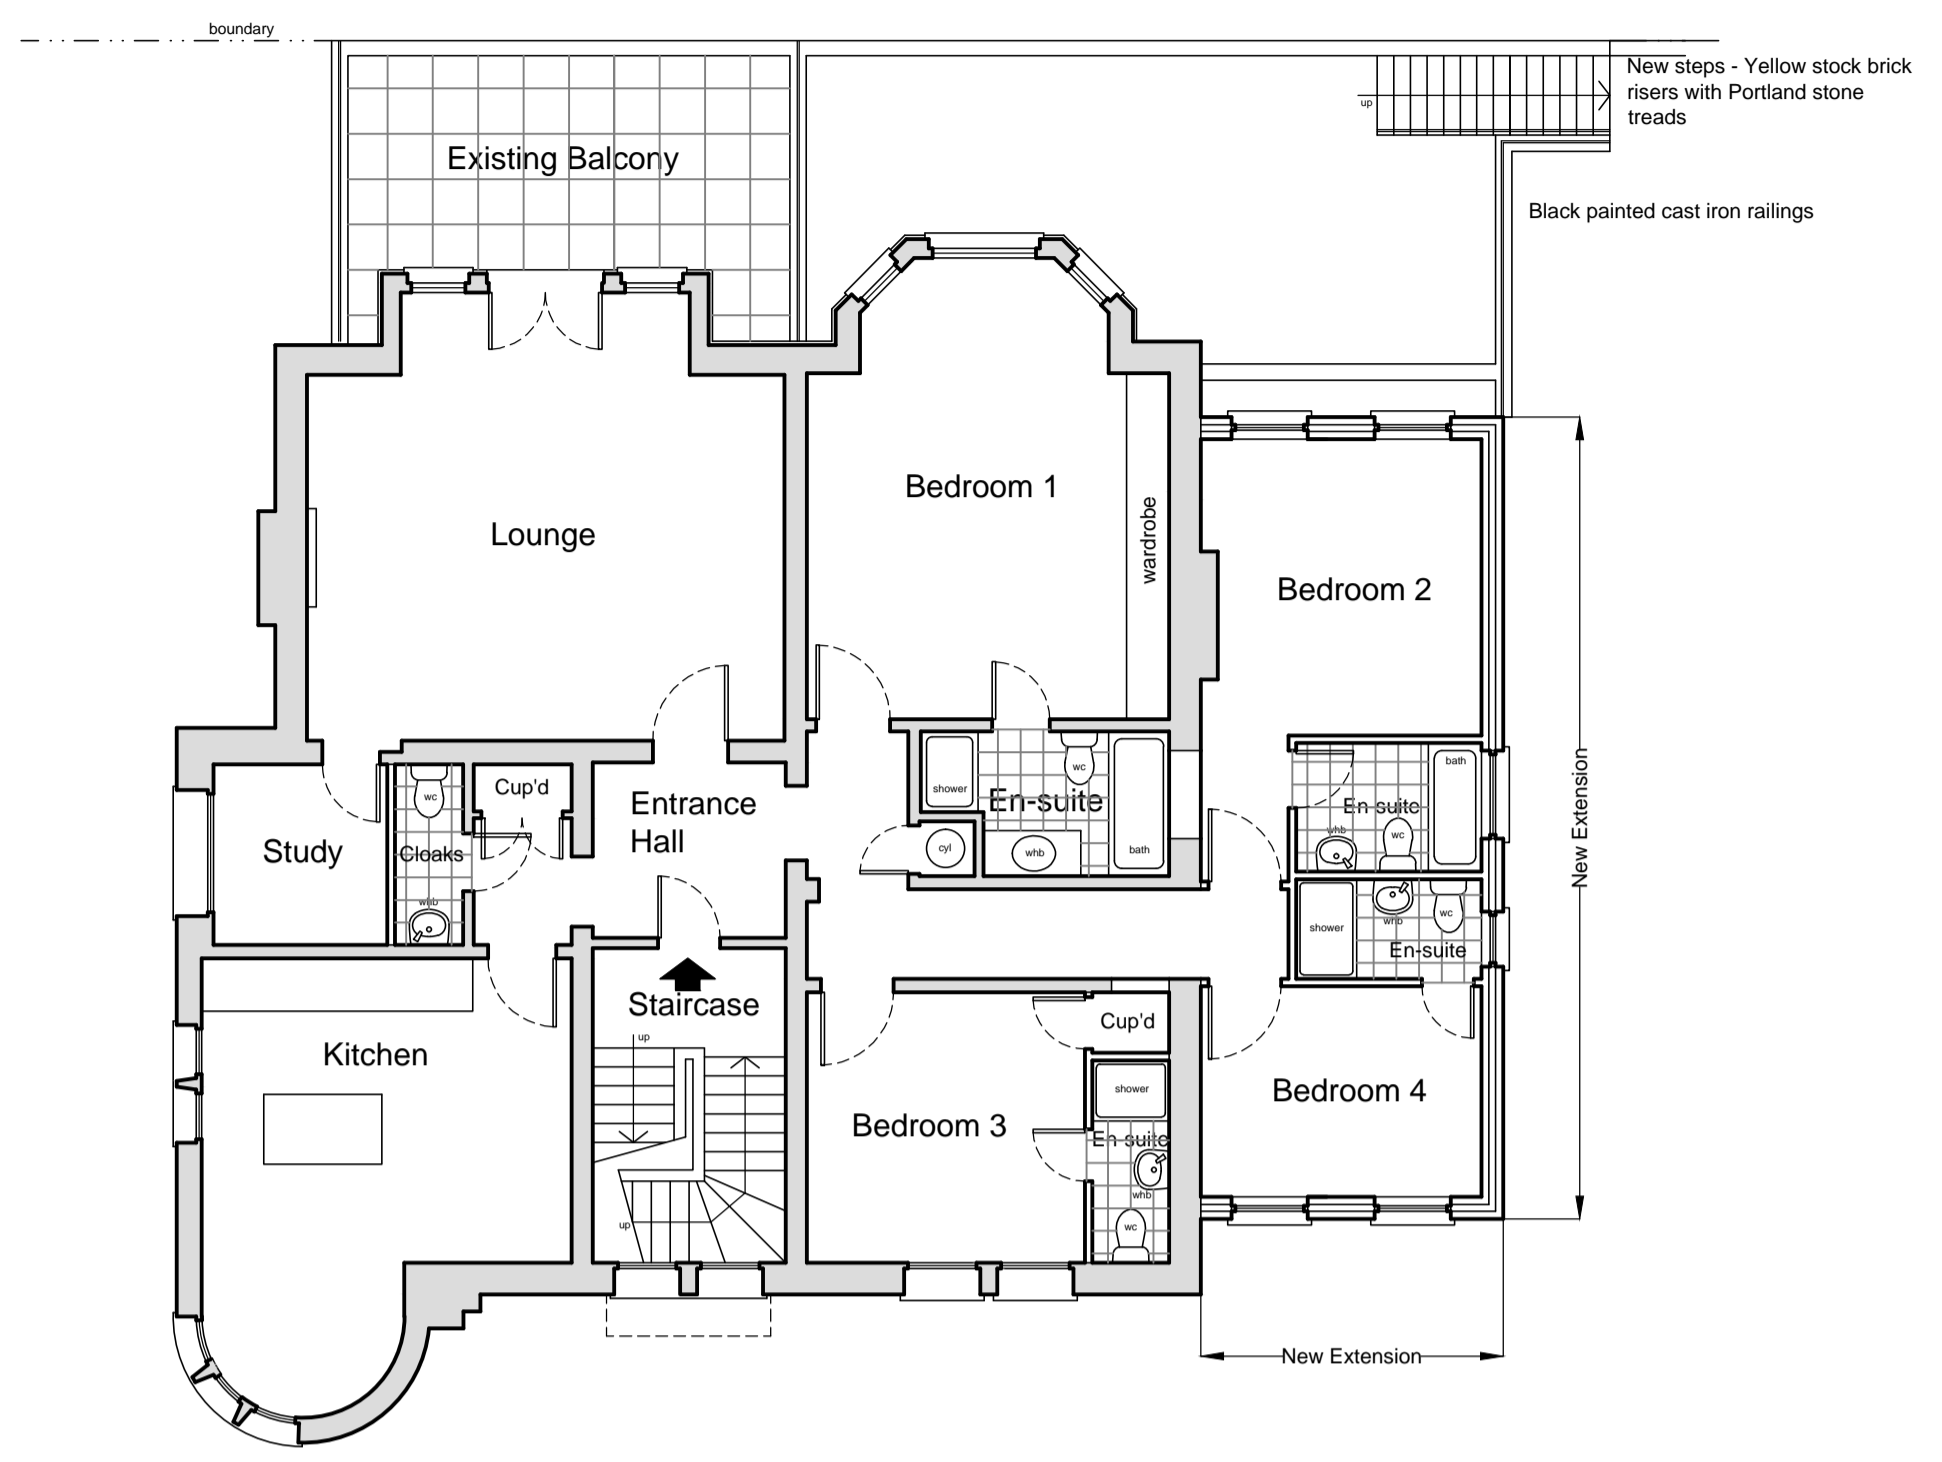 boundary
New steps - Yellow stock brick
risers with Portland stone
treads
up
Existing Balcony
Black painted cast iron railings
Bedroom 1
wardrobe
Lounge
Bedroom 2
Cup'd
wc
Entrance
Hall
shower
wc
En-suite
bath
En-suite
whb
wc
New Extension
Study
Cloaks
whb
cyl
whb
bath
shower
whb
wc
En-suite
Staircase
up
Kitchen
Cup'd
shower
Bedroom 3
En-suite
whb
wc
Bedroom 4
up
New Extension